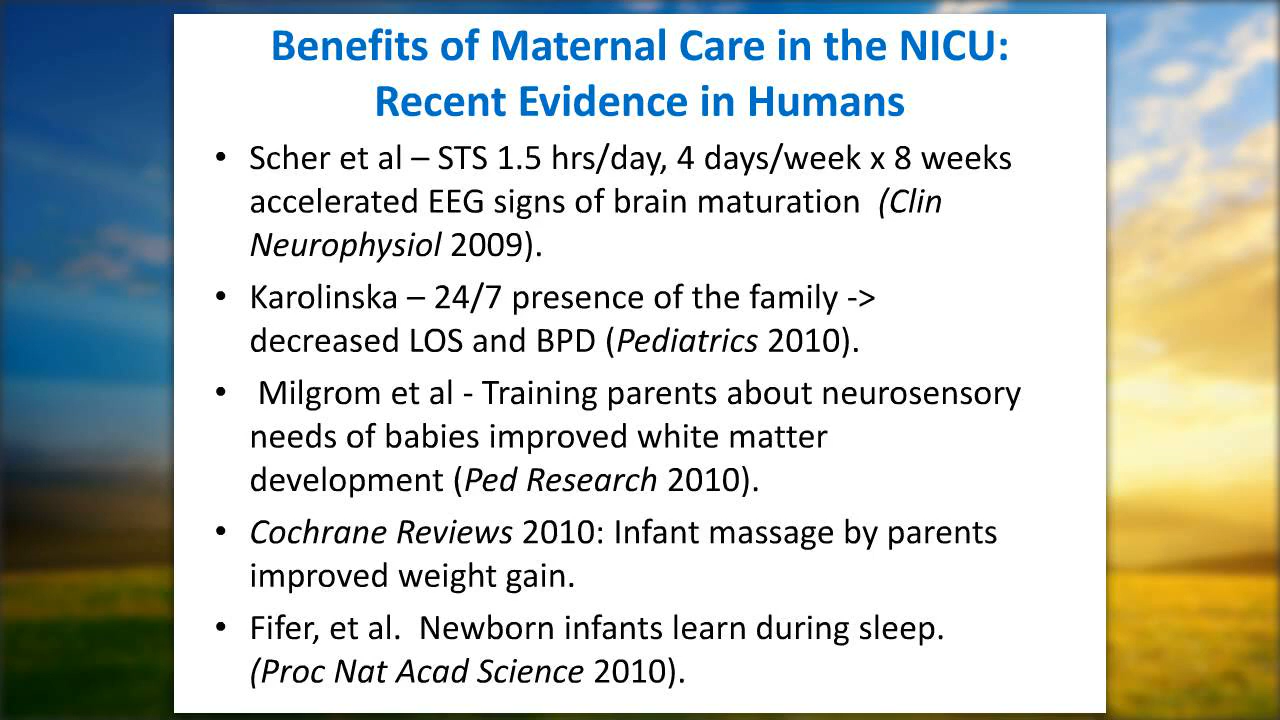 Benefits of Maternal Care in the NICU:
Recent Evidence in Humans
• Scher et al – STS 1.5 hrs/day, 4 days/week x 8 weeks
accelerated EEG signs of brain maturation  (Clin
Neurophysiol 2009).
• Karolinska – 24/7 presence of the family ->
decreased LOS and BPD (Pediatrics 2010).
•  Milgrom et al - Training parents about neurosensory
needs of babies improved white matter
development (Ped Research 2010).
• Cochrane Reviews 2010: Infant massage by parents
improved weight gain.
• Fifer, et al.  Newborn infants learn during sleep.
(Proc Nat Acad Science 2010).